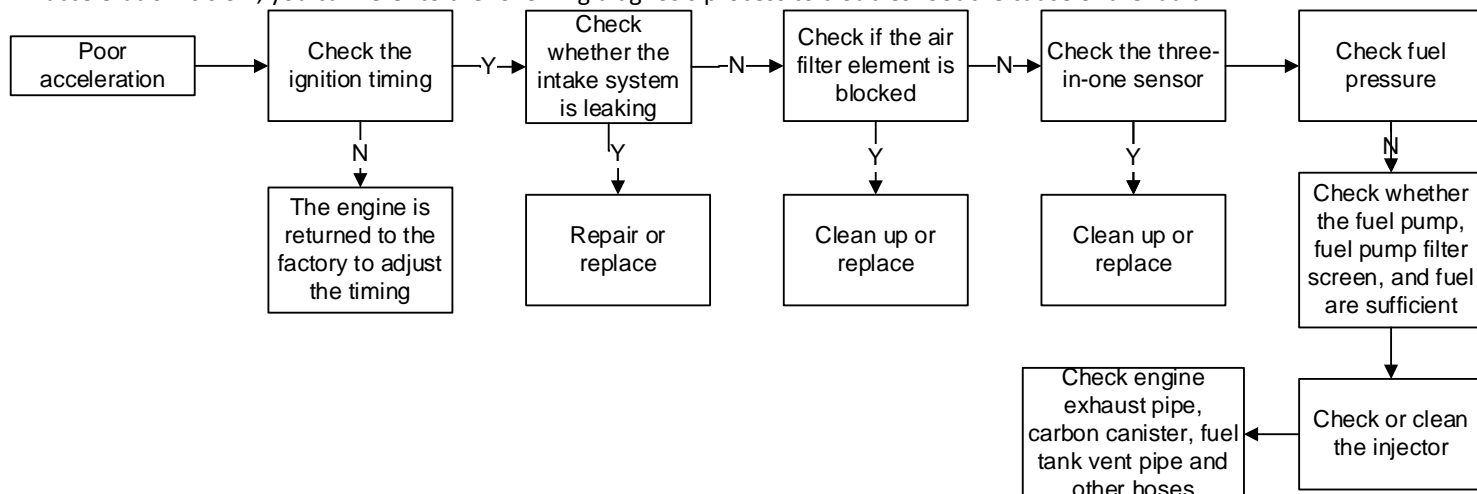 Poor
acceleration
Check the
ignition timing
Y
Check
whether the
intake system
is leaking
N
Check if the air
filter element is
blocked
N
Check the three-
in-one sensor
Check fuel
pressure
N
Y
Y
Y
N
The engine is
returned to the
factory to adjust
the timing
Repair or
replace
Clean up or
replace
Clean up or
replace
Check whether
the fuel pump,
fuel pump filter
screen, and fuel
are sufficient
Check or clean
the injector
Check engine
exhaust pipe,
carbon canister, fuel
tank vent pipe and
other hoses